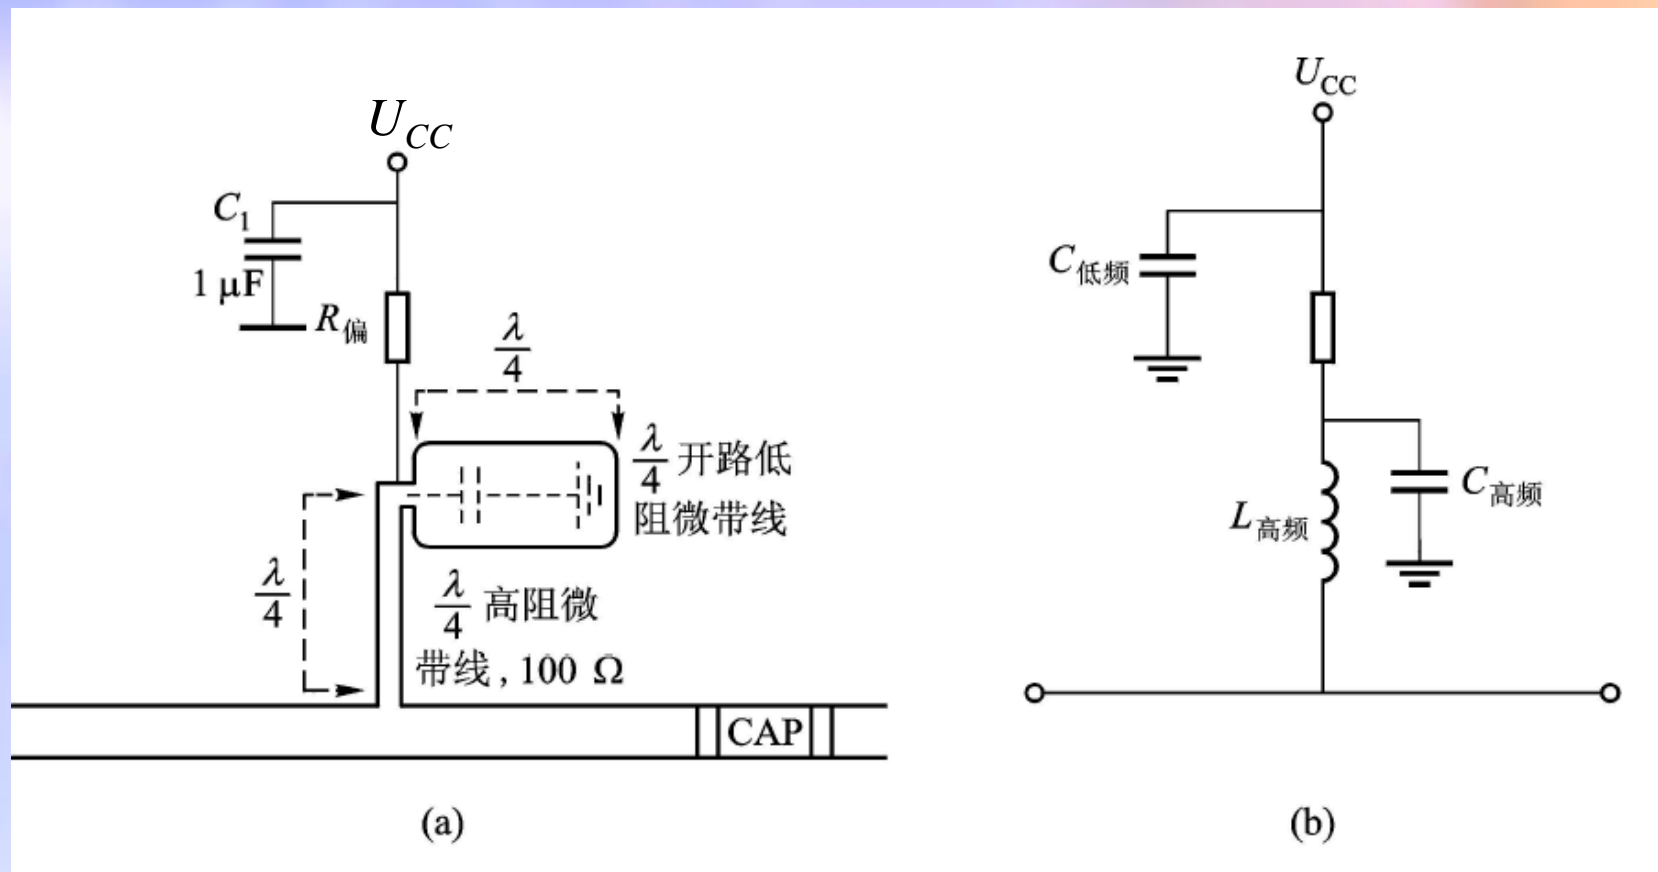 U_CC
C_1
1 μF
R_偏
λ/4
λ/4 开路低
阻微带线
λ/4
λ/4 高阻微
带线, 100 Ω
CAP
(a)
U_CC
C_低频
L_高频
C_高频
(b)